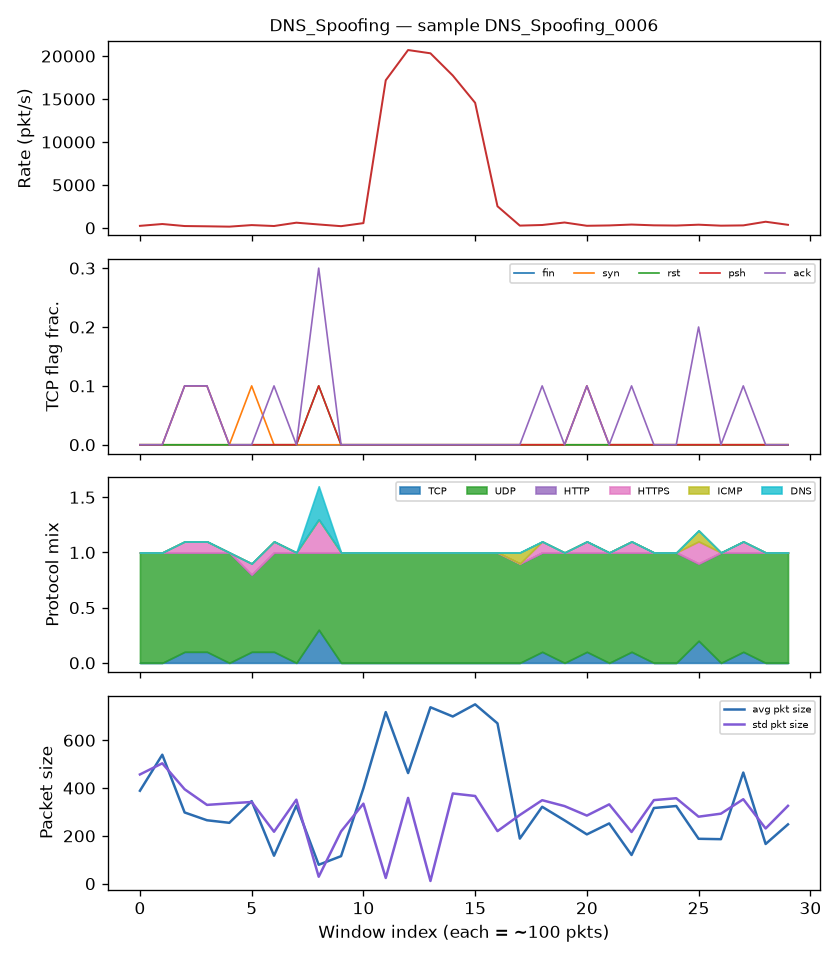 DNS_Spoofing — sample DNS_Spoofing_0006
20000
15000
10000
5000
0
Rate (pkt/s)
fin syn rst psh ack
0.3
0.2
0.1
0.0
TCP flag frac.
TCP UDP HTTP HTTPS ICMP DNS
1.5
1.0
0.5
0.0
Protocol mix
avg pkt size
std pkt size
600
400
200
0
Packet size
0 5 10 15 20 25 30
Window index (each = ~100 pkts)